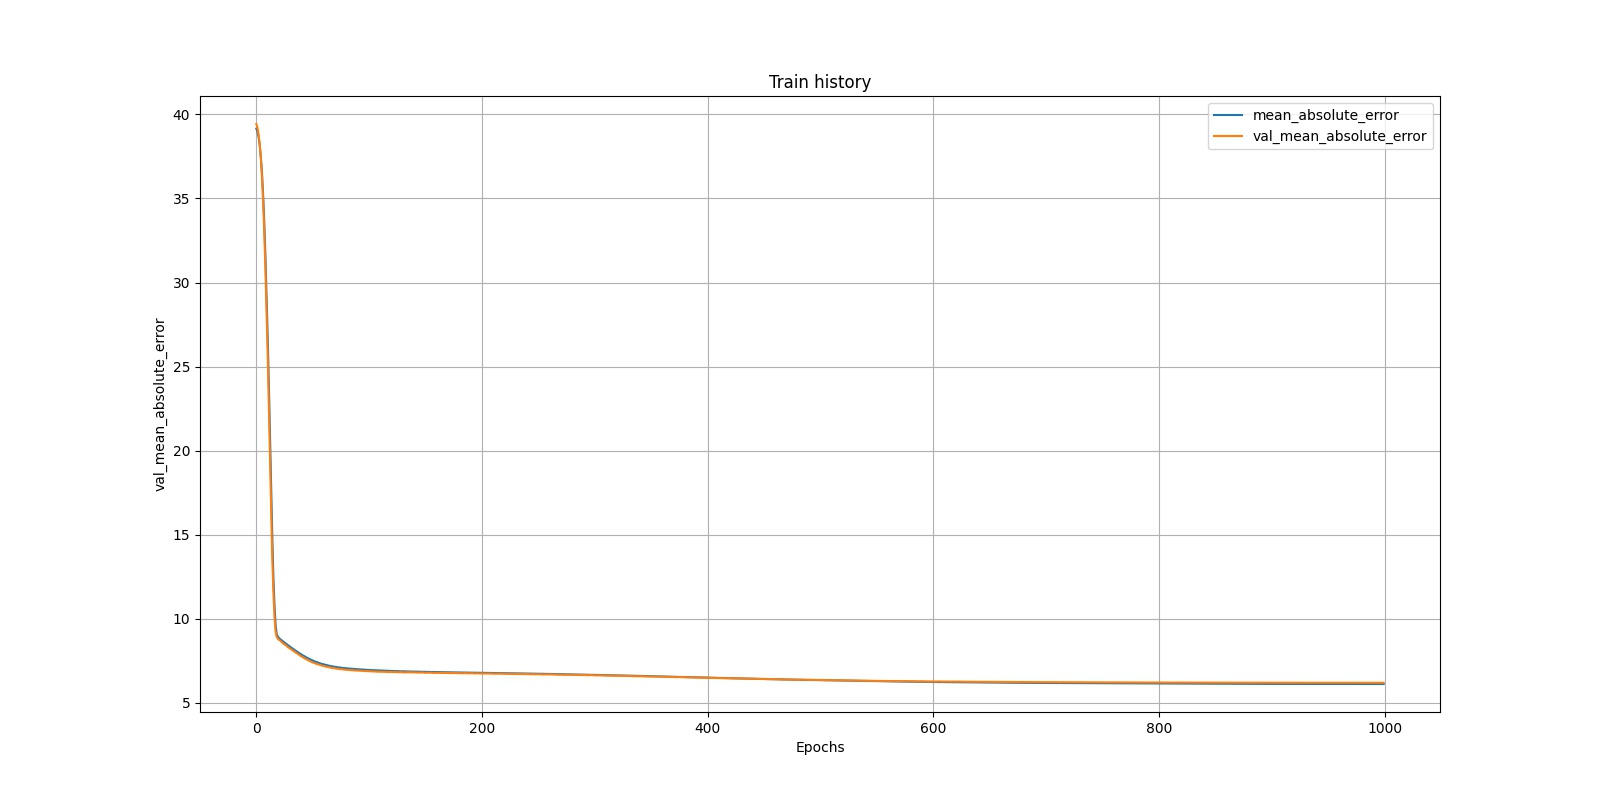 Train history
mean_absolute_error
val_mean_absolute_error
val_mean_absolute_error
40
35
30
25
20
15
10
5
0 200 400 600 800 1000
Epochs